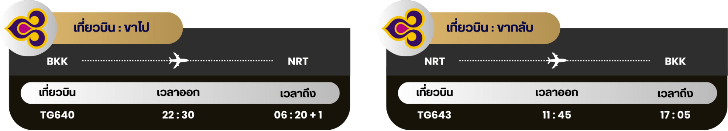 เที่ยวบิน : ขาไป
BKK NRT
เที่ยวบิน เวลาออก เวลาถึง
TG640 22 : 30 06 : 20 + 1
เที่ยวบิน : ขากลับ
NRT BKK
เที่ยวบิน เวลาออก เวลาถึง
TG643 11 : 45 17 : 05